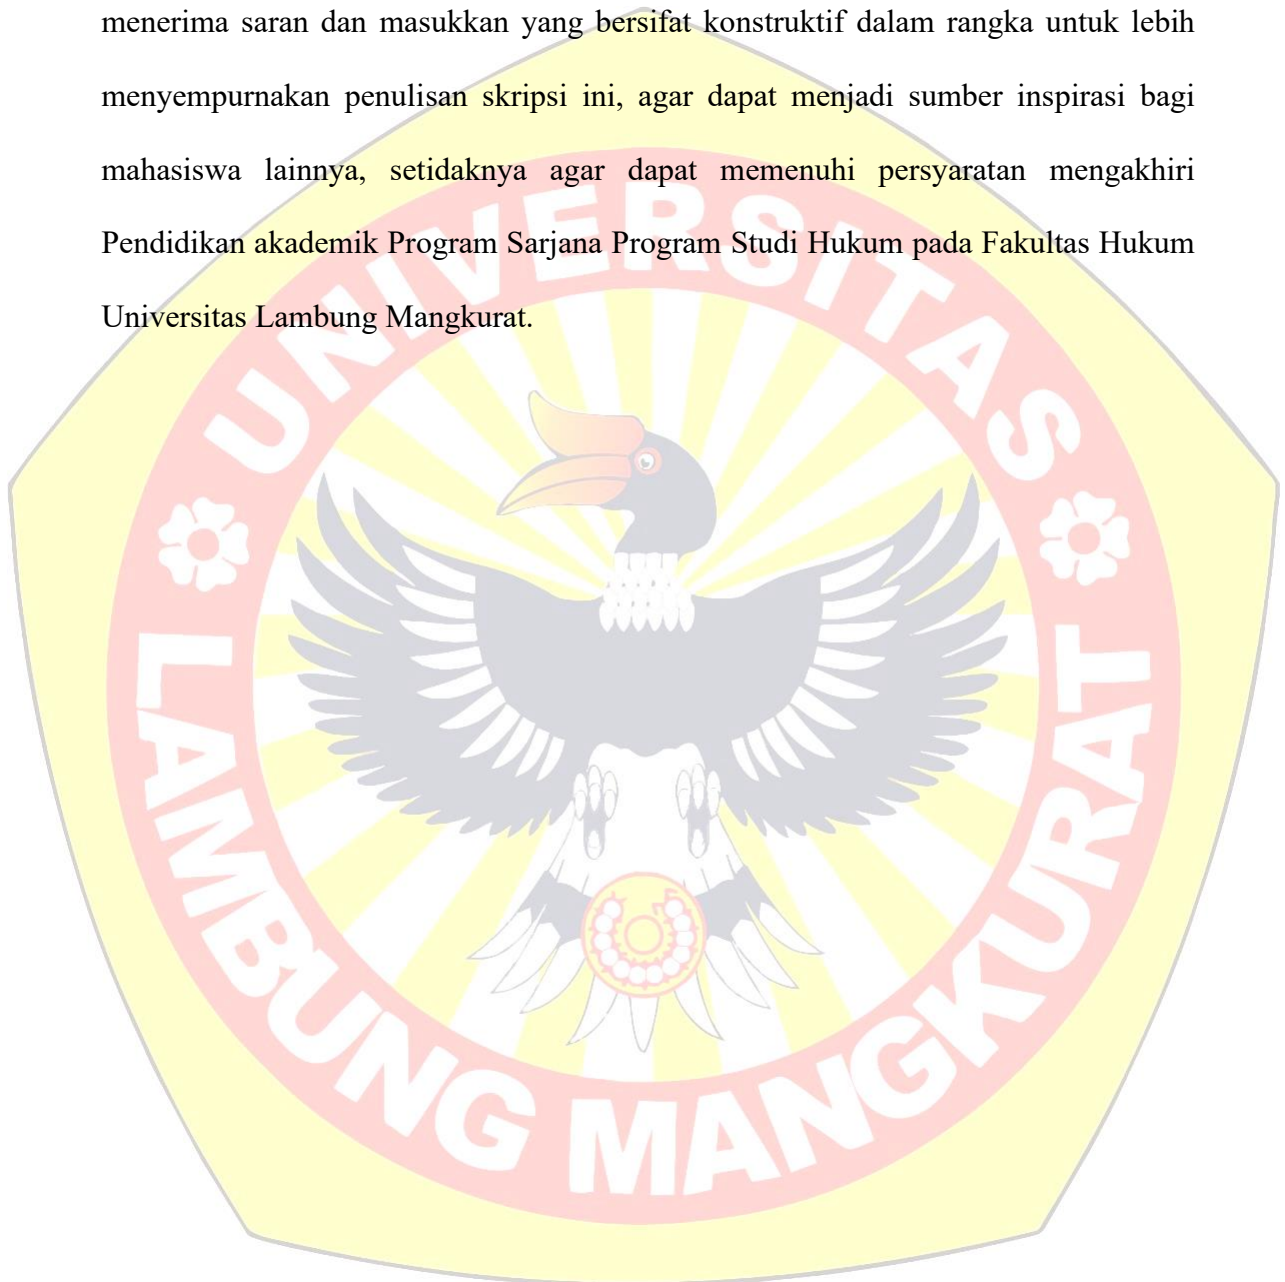 menerima saran dan masukkan yang bersifat konstruktif dalam rangka untuk lebih
menyempurnakan penulisan skripsi ini, agar dapat menjadi sumber inspirasi bagi
mahasiswa lainnya, setidaknya agar dapat memenuhi persyaratan mengakhiri
Pendidikan akademik Program Sarjana Program Studi Hukum pada Fakultas Hukum
Universitas Lambung Mangkurat.
UNIVERSITAS
LAMBUNG MANGKURAT